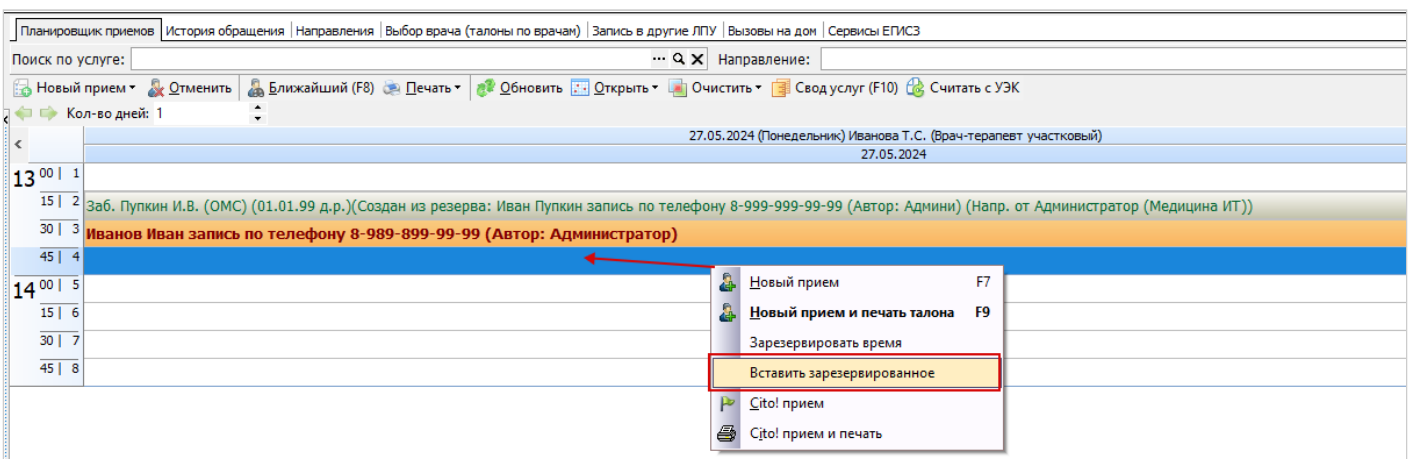 Планировщик приемов История обращения Направления Выбор врача (талоны по врачам) Запись в другие ЛПУ Вызовы на дом Сервисы ЕГИСЗ
Поиск по услуге: ... Направление:
Новый прием Отменить Ближайший (F8) Печать Обновить Открыть Очистить Свод услуг (F10) Считать с УЭК
Кол-во дней: 1
27.05.2024 (Понедельник) Иванова Т.С. (Врач-терапевт участковый)
< 27.05.2024
13 00 | 1
15 | 2 Заб. Пупкин И.В. (ОМС) (01.01.99 д.р.)(Создан из резерва: Иван Пупкин запись по телефону 8-999-999-99-99 (Автор: Админи) (Напр. от Администратор (Медицина ИТ))
30 | 3 Иванов Иван запись по телефону 8-989-899-99-99 (Автор: Администратор)
45 | 4
14 00 | 5
15 | 6
30 | 7
45 | 8
Новый прием F7
Новый прием и печать талона F9
Зарезервировать время
Вставить зарезервированное
Cito! прием
Cito! прием и печать